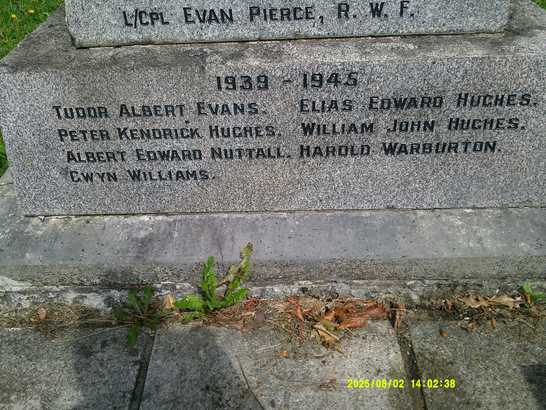 L/CPL EVAN PIERCE, R. W. F.
1939 - 1945
TUDOR ALBERT EVANS. ELIAS EDWARD HUGHES.
PETER KENDRICK HUGHES. WILLIAM JOHN HUGHES.
ALBERT EDWARD NUTTALL. HAROLD WARBURTON.
GWYN WILLIAMS.
2025/08/02 14:02:38